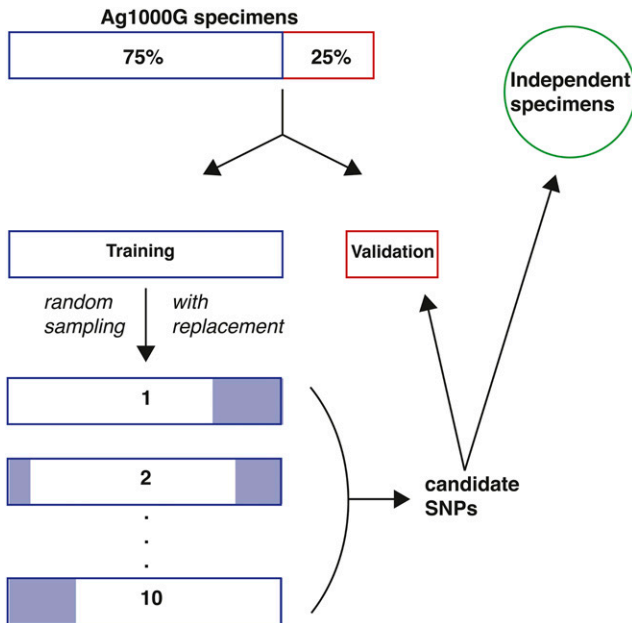 Ag1000G specimens
75%
25%
Independent
specimens
Training
Validation
random
sampling
with
replacement
1
2
.
.
.
10
candidate
SNPs